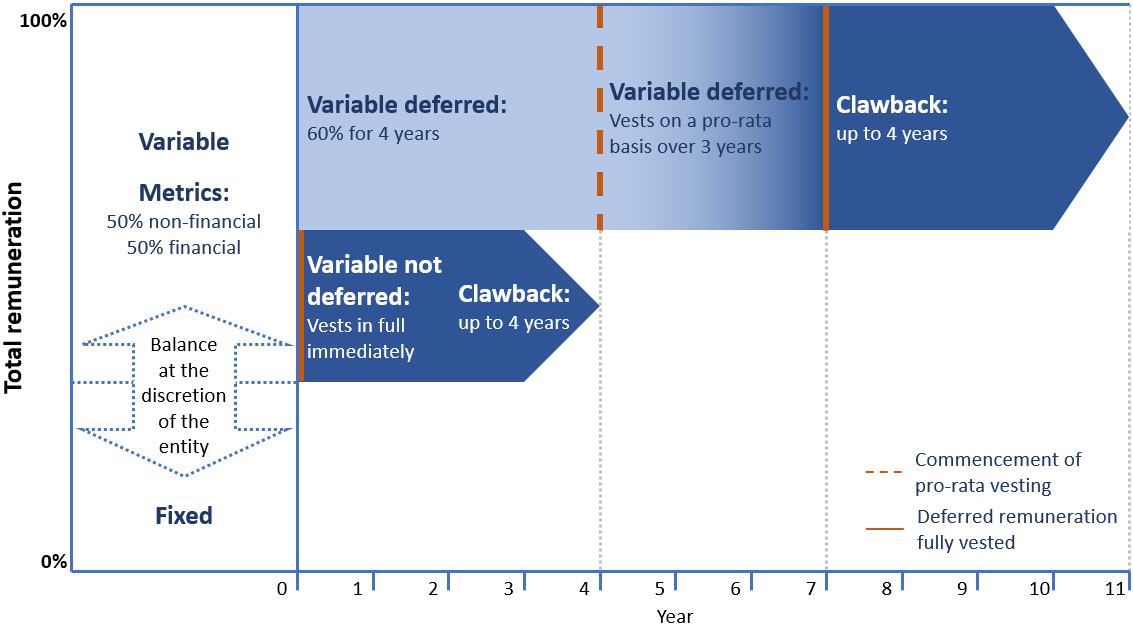 100%
Total remuneration
0%
Variable
Metrics:
50% non-financial
50% financial
Balance
at the
discretion
of the
entity
Fixed
Variable deferred:
60% for 4 years
Variable deferred:
Vests on a pro-rata
basis over 3 years
Clawback:
up to 4 years
Variable not
deferred:
Vests in full
immediately
Clawback:
up to 4 years
Commencement of
pro-rata vesting
Deferred remuneration
fully vested
0 1 2 3 4 5 6 7 8 9 10 11
Year